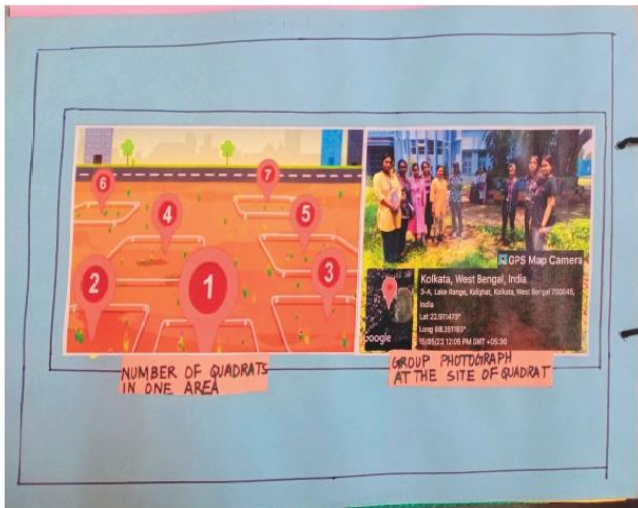 6
7
4
5
2
1
3
GPS Map Camera
Kolkata, West Bengal, India
3-A, Lake Range, Kalighat, Kolkata, West Bengal 700045,
India
Lat 22.511473°
Long 88.351193°
15/05/23 12:05 PM GMT +05:30
Google
NUMBER OF QUADRATS
IN ONE AREA
GROUP PHOTOGRAPH
AT THE SITE OF QUADRAT